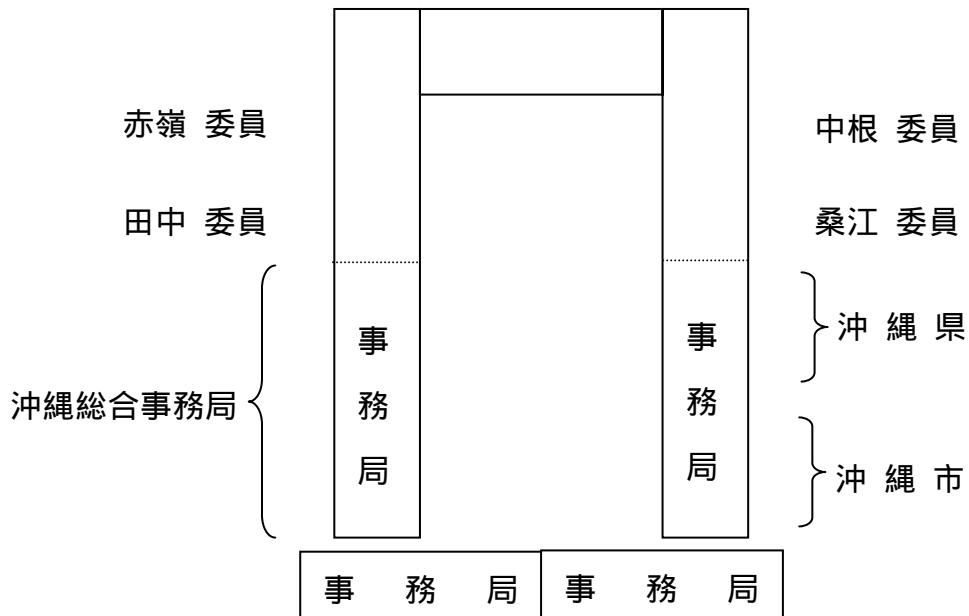 赤嶺 委員
中根 委員
田中 委員
桑江 委員
事務局
事務局
沖縄県
沖縄総合事務局
沖縄市
事務局
事務局